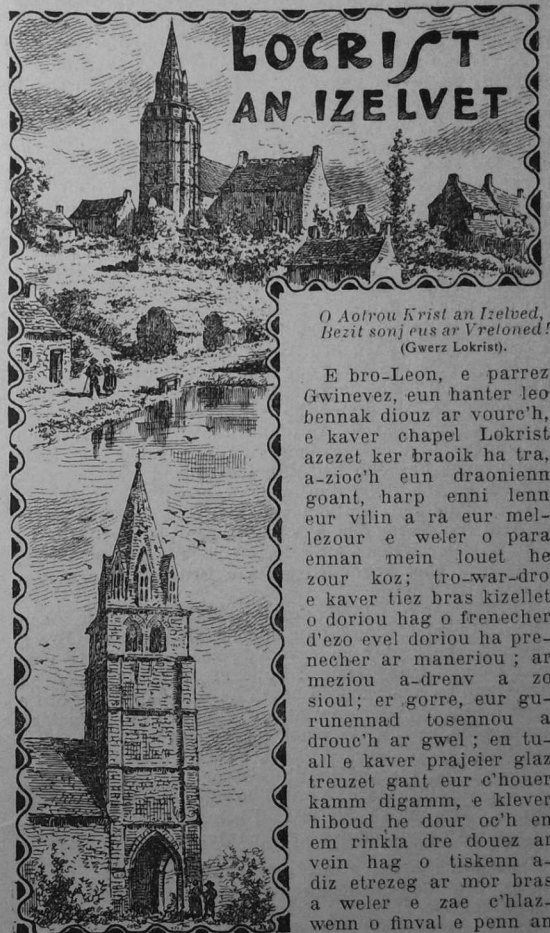 LOCRIST
AN IZELVET
O Aotrou Krist an Izelved,
Bezit sonj eus ar Vretoned!
(Gwerz Lokrist).
E bro-Leon, e parrez
Gwinevez, eun hanter leo
bennak diouz ar vourc'h,
e kaver chapel Lokrist
azezet ker braoik ha tra,
a-zioc'h eun draonienn
goant, harp enni lenn
eur vilin a ra eur mel-
lezour e weler o para
ennan mein louet he
zour koz; tro-war-dro
e kaver tiez bras kizellet
o doriou hag o frenecher
d'ezo evel doriou ha pre-
necher ar maneriou; ar
meziou a-drenv a zo
sioul; er gorre, eur gu-
runennad tosennou a
drouc'h ar gwel; en tu-
all e kaver prajeier glaz
treuzet gant eur c'houer
kamm digamm, e klever
hiboud he dour oc'h en
em rinkla dre douez ar
vein hag o tiskenn a-
diz etrezeg ar mor bras
a weler e zae c'hlaz-
wenn o finval e penn an